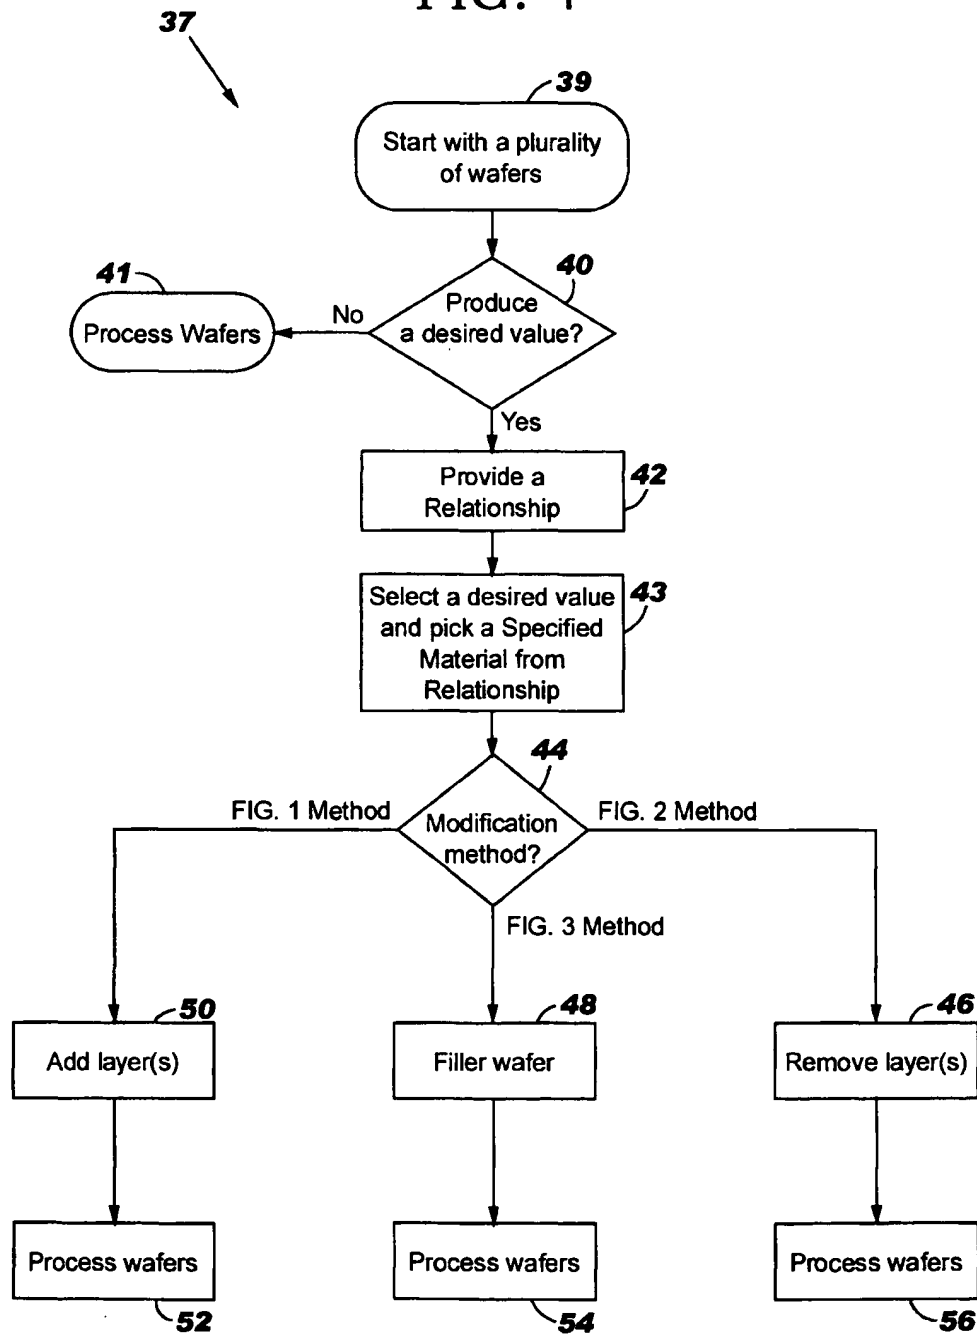 FIG. 4
37
39
Start with a plurality
of wafers
40
Produce
a desired value?
41
Process Wafers
No
Yes
42
Provide a
Relationship
43
Select a desired value
and pick a Specified
Material from
Relationship
44
Modification
method?
FIG. 1 Method
FIG. 2 Method
FIG. 3 Method
50
Add layer(s)
48
Filler wafer
46
Remove layer(s)
Process wafers
52
Process wafers
54
Process wafers
56